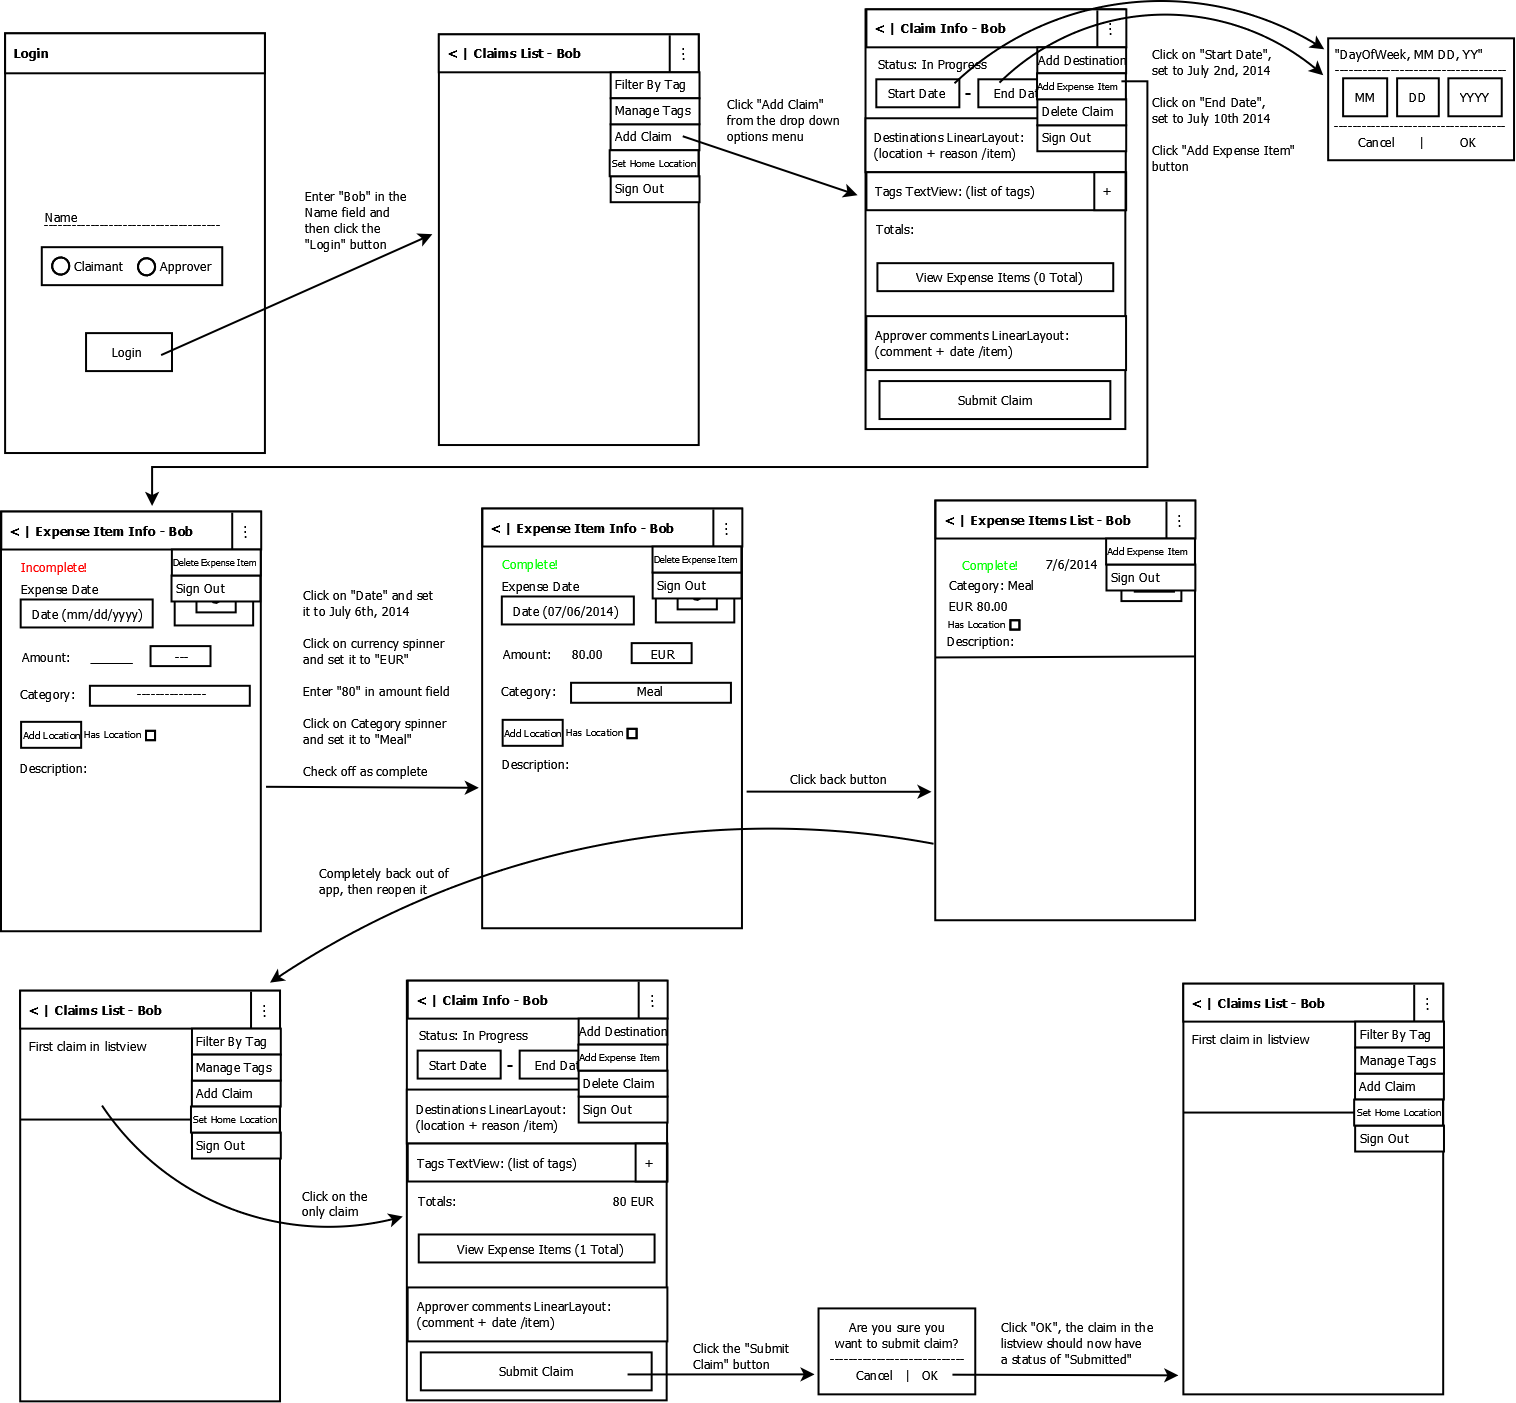 Login
Name
Claimant
Approver
Login
Enter "Bob" in the
Name field and
then click the
"Login" button
< | Claims List - Bob
⋮
Filter By Tag
Manage Tags
Add Claim
Set Home Location
Sign Out
Click "Add Claim"
from the drop down
options menu
< | Claim Info - Bob
⋮
Status: In Progress
Add Destination
Add Expense Item
Delete Claim
Sign Out
Start Date
-
End Dat
Destinations LinearLayout:
(location + reason /item)
Tags TextView: (list of tags)
+
Totals:
View Expense Items (0 Total)
Approver comments LinearLayout:
(comment + date /item)
Submit Claim
Click on "Start Date",
set to July 2nd, 2014
Click on "End Date",
set to July 10th 2014
Click "Add Expense Item"
button
"DayOfWeek, MM DD, YY"
MM
DD
YYYY
Cancel | OK
< | Expense Item Info - Bob
⋮
Incomplete!
Delete Expense Item
Sign Out
Expense Date
Date (mm/dd/yyyy)
Amount: ______
---
Category:
---------------
Add Location
Has Location
Description:
Click on "Date" and set
it to July 6th, 2014
Click on currency spinner
and set it to "EUR"
Enter "80" in amount field
Click on Category spinner
and set it to "Meal"
Check off as complete
< | Expense Item Info - Bob
⋮
Complete!
Delete Expense Item
Sign Out
Expense Date
Date (07/06/2014)
Amount: 80.00
EUR
Category:
Meal
Add Location
Has Location
Description:
Click back button
< | Expense Items List - Bob
⋮
Complete!
7/6/2014
Add Expense Item
Sign Out
Category: Meal
EUR 80.00
Has Location
Description:
Completely back out of
app, then reopen it
< | Claims List - Bob
⋮
First claim in listview
Filter By Tag
Manage Tags
Add Claim
Set Home Location
Sign Out
Click on the
only claim
< | Claim Info - Bob
⋮
Status: In Progress
Add Destination
Add Expense Item
Delete Claim
Sign Out
Start Date
-
End Dat
Destinations LinearLayout:
(location + reason /item)
Tags TextView: (list of tags)
+
Totals:
80 EUR
View Expense Items (1 Total)
Approver comments LinearLayout:
(comment + date /item)
Submit Claim
Click the "Submit
Claim" button
Are you sure you
want to submit claim?
Cancel | OK
Click "OK", the claim in the
listview should now have
a status of "Submitted"
< | Claims List - Bob
⋮
First claim in listview
Filter By Tag
Manage Tags
Add Claim
Set Home Location
Sign Out